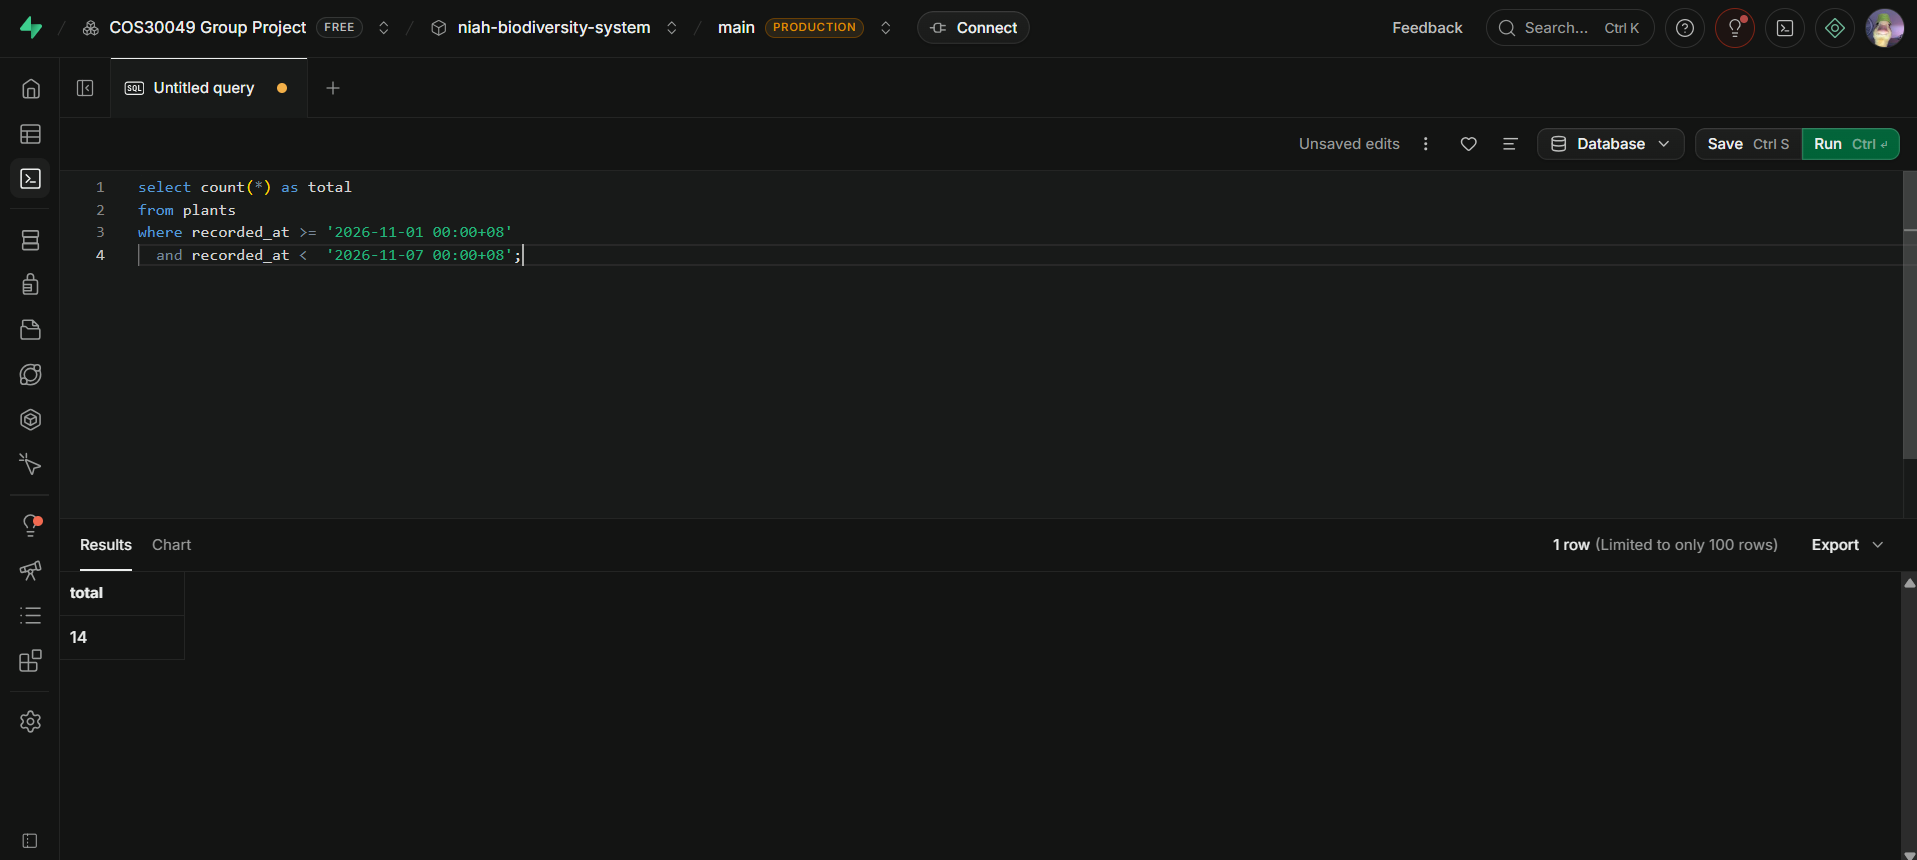 COS30049 Group Project FREE niah-biodiversity-system main PRODUCTION Connect Feedback Search... Ctrl K
SQL Untitled query
Unsaved edits Database Save Ctrl S Run Ctrl ↵
1 select count(*) as total
2 from plants
3 where recorded_at >= '2026-11-01 00:00+08'
4 and recorded_at < '2026-11-07 00:00+08';
Results Chart 1 row (Limited to only 100 rows) Export
total
14